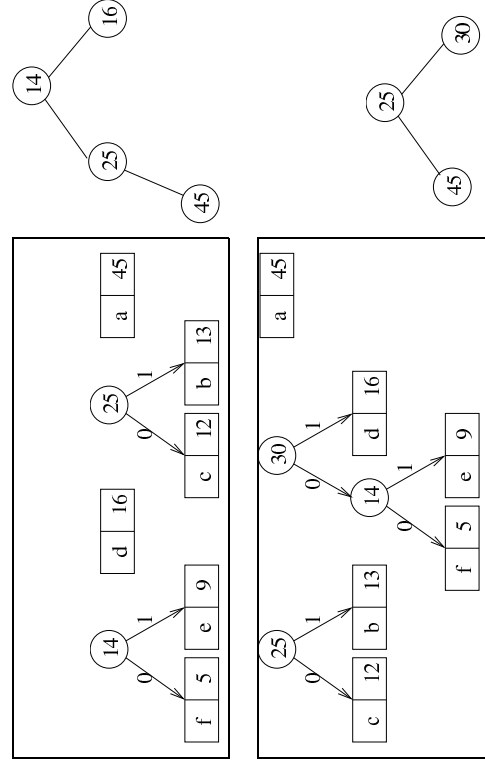 14 d 16 25 a 45
0 1 0 1
f 5 e 9 c 12 b 13
14
25 16
45
25 30 a 45
0 1 0 1
c 12 b 13 14 d 16
0 1
f 5 e 9
25
45 30